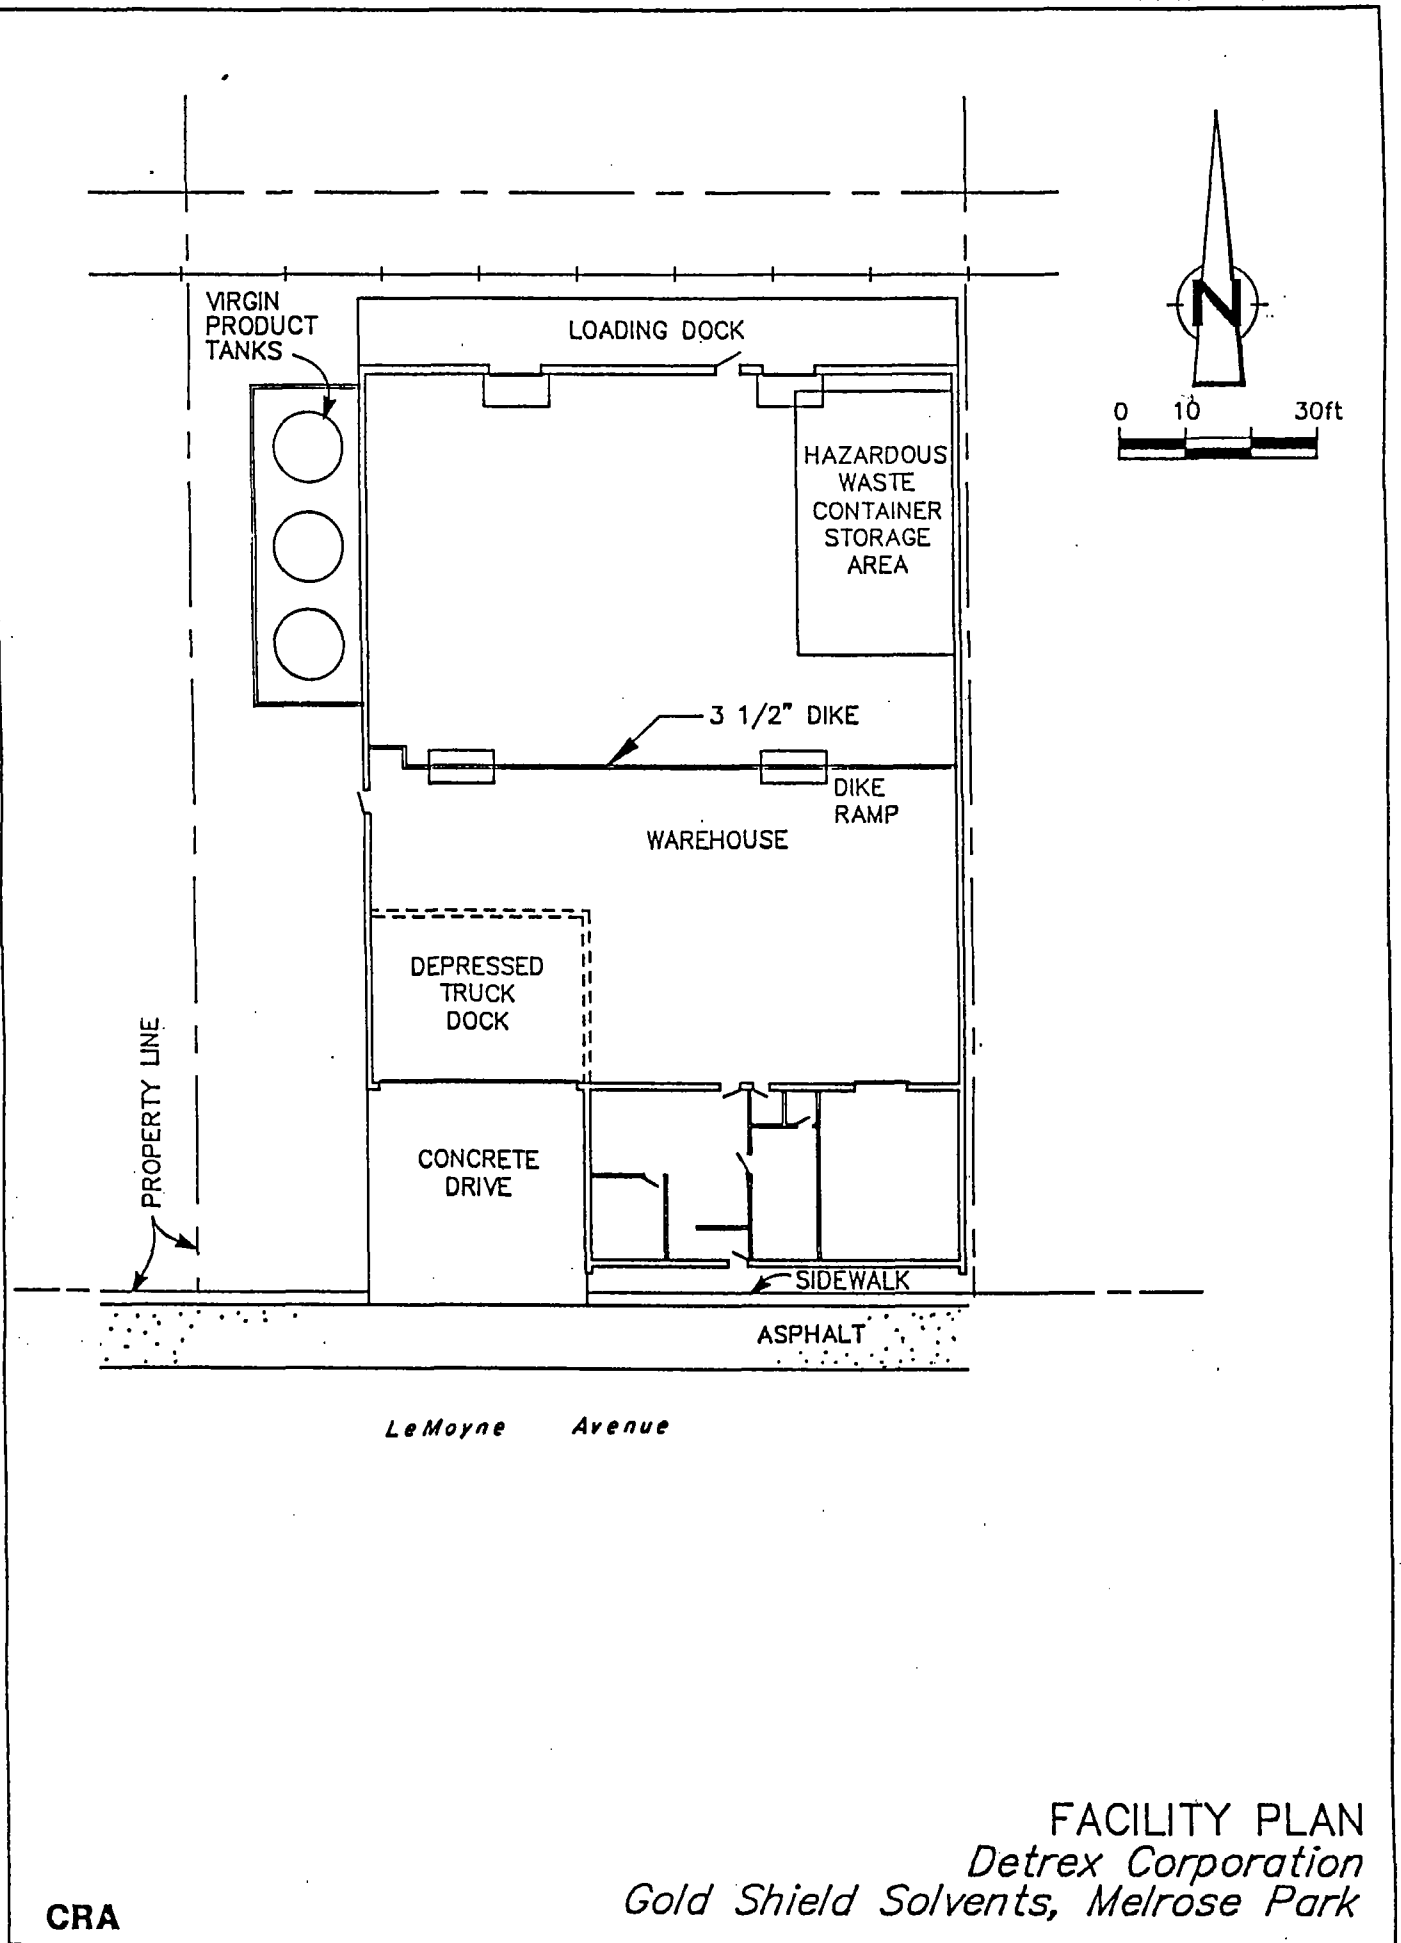 VIRGIN
PRODUCT
TANKS
LOADING DOCK
N
0 10 30ft
HAZARDOUS
WASTE
CONTAINER
STORAGE
AREA
3 1/2" DIKE
DIKE
RAMP
WAREHOUSE
DEPRESSED
TRUCK
DOCK
PROPERTY LINE
CONCRETE
DRIVE
SIDEWALK
ASPHALT
LeMoyne Avenue
FACILITY PLAN
Detrex Corporation
Gold Shield Solvents, Melrose Park
CRA